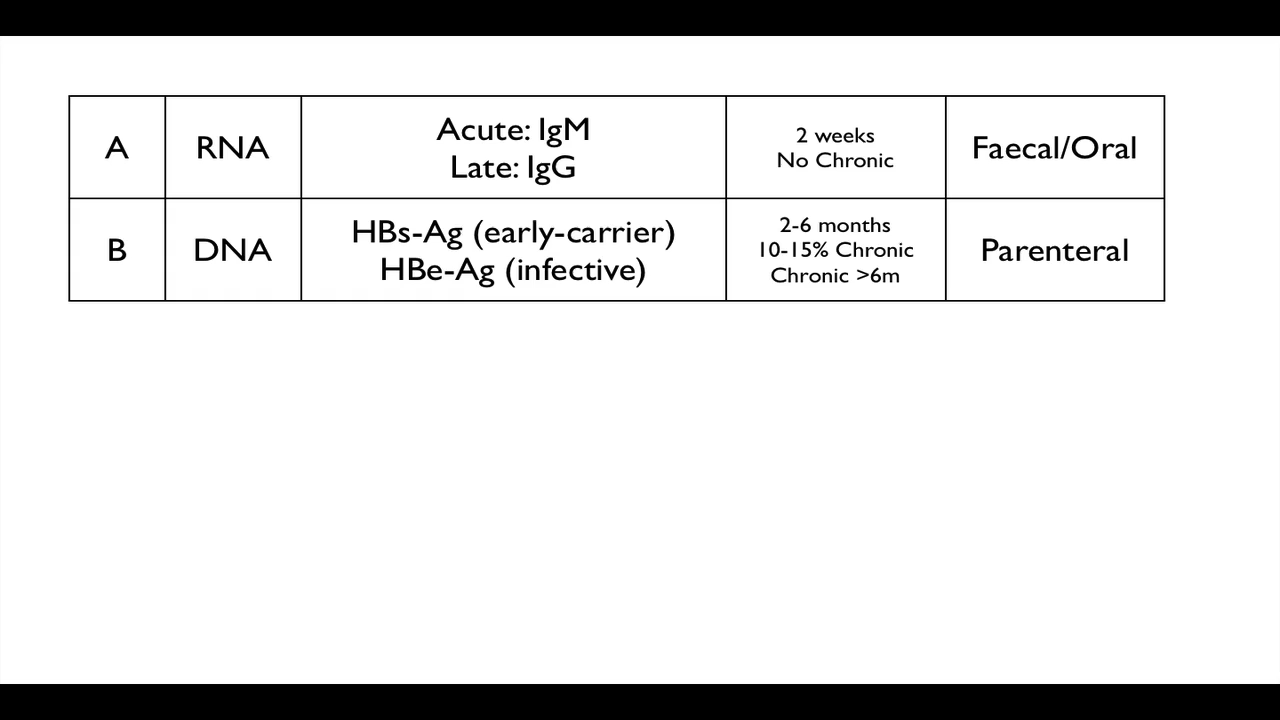 A
RNA
Acute: IgM
Late: IgG
2 weeks
No Chronic
Faecal/Oral
B
DNA
HBs-Ag (early-carrier)
HBe-Ag (infective)
2-6 months
10-15% Chronic
Chronic >6m
Parenteral